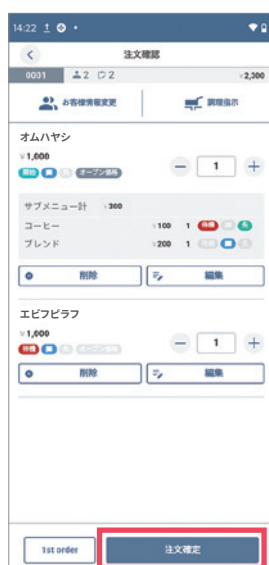 14:22
注文確認
0031 2 2 2,300
お客様情報変更 調理指示
オムハヤシ
¥1,000
開始 オープン価格
1
サブメニュー計 ¥300
コーヒー ¥100 1 待機 先
ブレンド ¥200 1
削除 編集
エビフピラフ
¥1,000
待機 オープン価格
1
削除 編集
1st order 注文確定